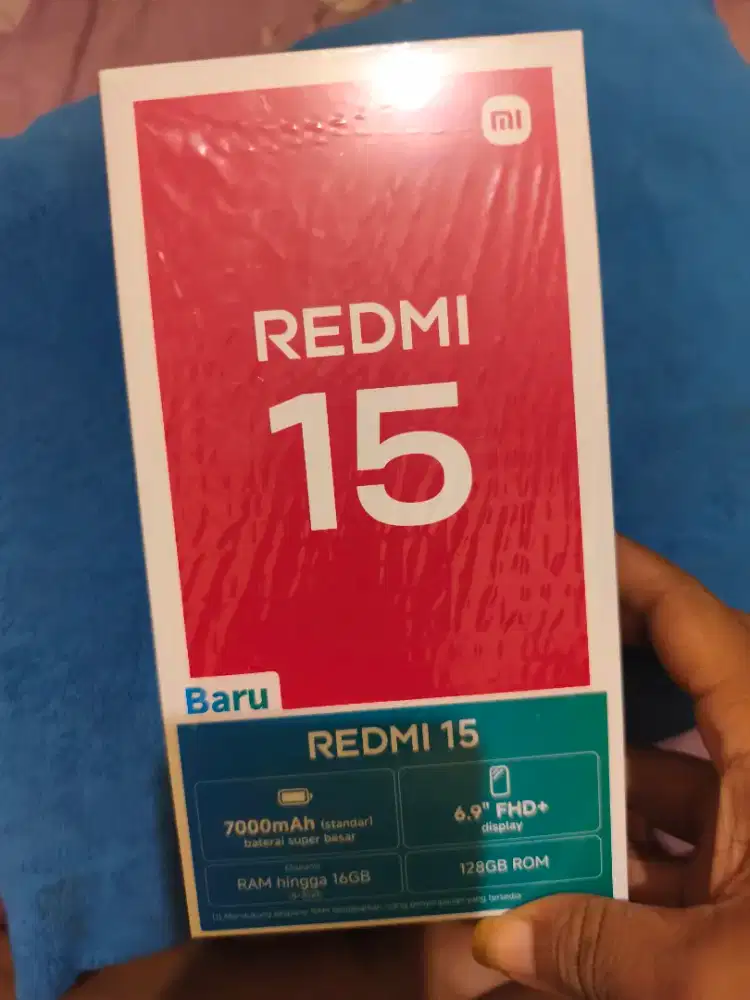 mi
REDMI
15
Baru
REDMI 15
7000mAh (standar)
baterai super besar
6.9" FHD+
display
RAM hingga 16GB
128GB ROM